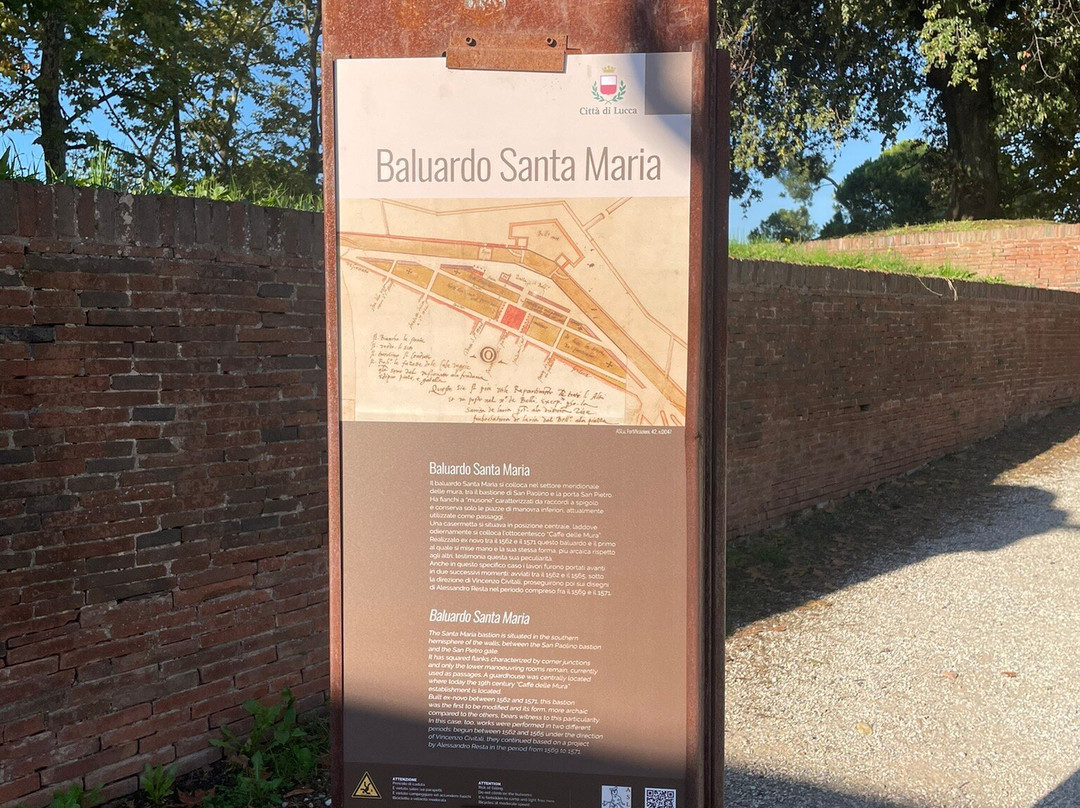 Città di Lucca
Baluardo Santa Maria
Baluardo Santa Maria
Il baluardo Santa Maria si colloca nel settore meridionale
delle mura, tra il bastione di San Paolino e la porta San Pietro.
Ha fianchi a "musone" caratterizzati da raccordi a spigolo
e conserva solo le piazze di manovra inferiori, attualmente
utilizzate come passaggi.
Una casermetta si situava in posizione centrale, laddove
odiernamente si colloca l'ottocentesco "Caffè delle Mura".
Realizzato ex novo tra il 1562 e il 1571 questo baluardo è il primo
al quale si mise mano e la sua stessa forma, più arcaica rispetto
agli altri, testimonia questa sua peculiarità.
Anche in questo specifico caso i lavori furono portati avanti
in due successivi momenti: avviati tra il 1562 e il 1565, sotto
la direzione di Vincenzo Civitali, proseguirono poi sui disegni
di Alessandro Resta nel periodo compreso fra il 1569 e il 1571.
Baluardo Santa Maria
The Santa Maria bastion is situated in the southern
hemisphere of the walls, between the San Paolino bastion
and the San Pietro gate.
It has squared flanks characterized by corner junctions
and only the lower manoeuvring rooms remain, currently
used as passages. A guardhouse was centrally located
where today the 19th century "Caffè delle Mura"
establishment is located.
Built ex-novo between 1562 and 1571, this bastion
was the first to be modified and its form, more archaic
compared to the others, bears witness to this particularity.
In this case, too, works were performed in two different
periods: begun between 1562 and 1565 under the direction
of Vincenzo Civitali, they continued based on a project
by Alessandro Resta in the period from 1569 to 1571.
ATTENZIONE
Pericolo di caduta
È vietato salire sui parapetti
ATTENTION
Risk of falling